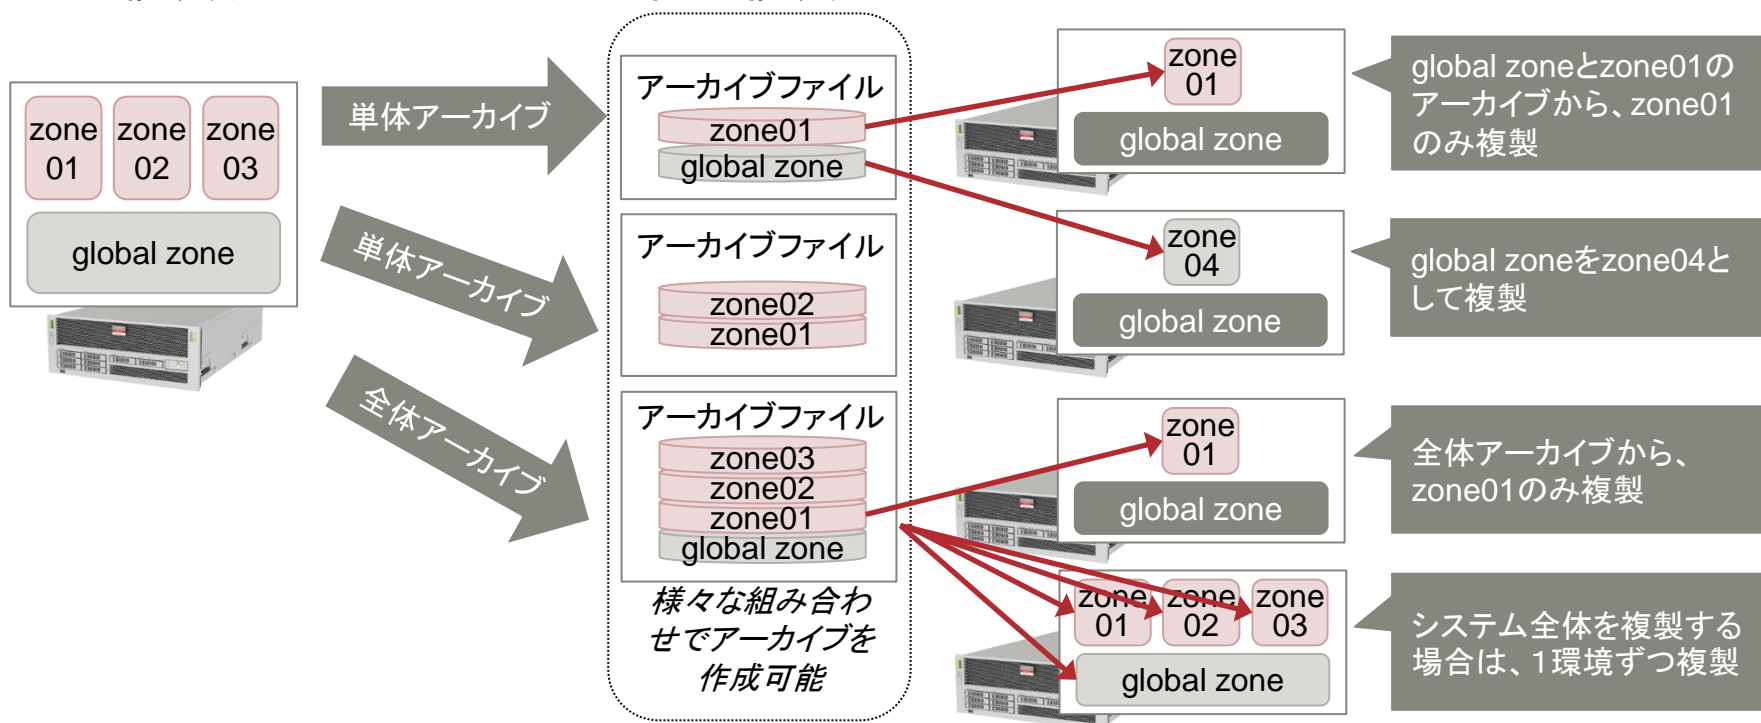 zone
01
zone
02
zone
03
global zone
単体アーカイブ
単体アーカイブ
全体アーカイブ
アーカイブファイル
zone01
global zone
アーカイブファイル
zone02
zone01
アーカイブファイル
zone03
zone02
zone01
global zone
様々な組み合わ
せでアーカイブを
作成可能
zone
01
global zone
global zoneとzone01の
アーカイブから、zone01
のみ複製
zone
04
global zone
global zoneをzone04と
して複製
zone
01
global zone
全体アーカイブから、
zone01のみ複製
zone
01
zone
02
zone
03
global zone
システム全体を複製する
場合は、１環境ずつ複製